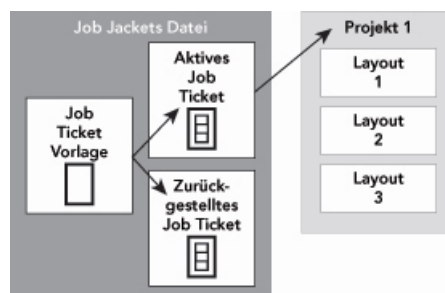 Job Jackets Datei
Job
Ticket
Vorlage
Aktives
Job
Ticket
Zurück-
gestelltes
Job Ticket
Projekt 1
Layout
1
Layout
2
Layout
3